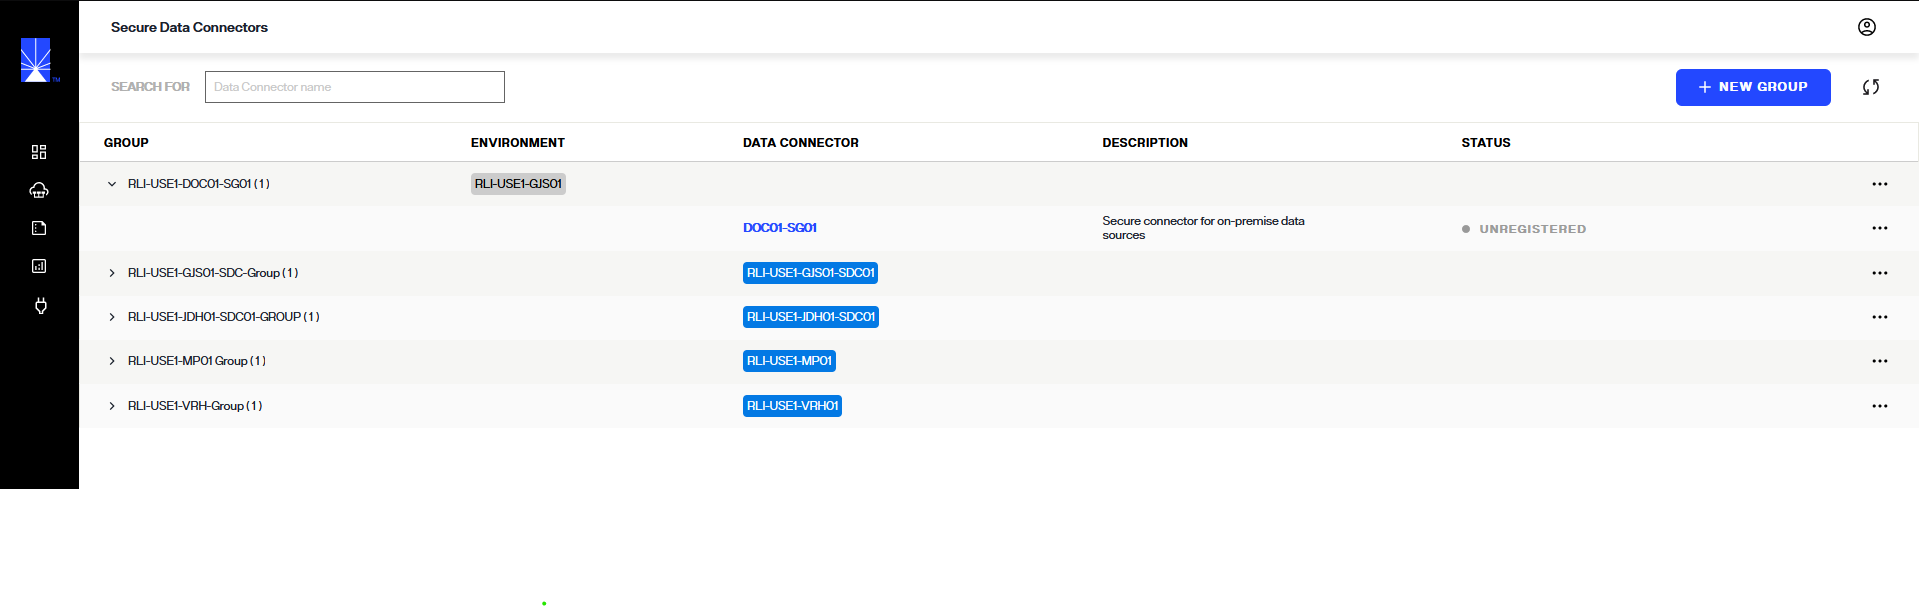 Secure Data Connectors
TM
SEARCH FOR Data Connector name + NEW GROUP
GROUP ENVIRONMENT DATA CONNECTOR DESCRIPTION STATUS
RLI-USE1-DOC01-SG01 (1) RLI-USE1-GJS01
DOC01-SG01 Secure connector for on-premise data
sources UNREGISTERED
RLI-USE1-GJS01-SDC-Group (1) RLI-USE1-GJS01-SDC01
RLI-USE1-JDH01-SDC01-GROUP (1) RLI-USE1-JDH01-SDC01
RLI-USE1-MP01 Group (1) RLI-USE1-MP01
RLI-USE1-VRH-Group (1) RLI-USE1-VRH01